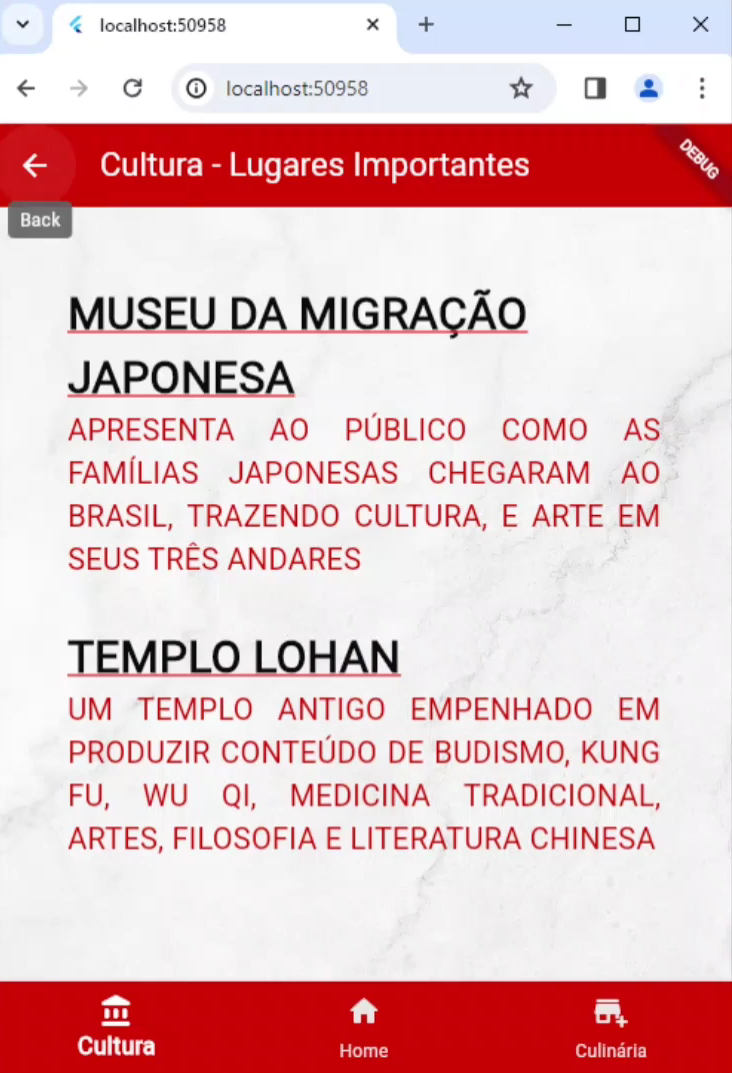 localhost:50958
localhost:50958
Cultura - Lugares Importantes
DEBUG
Back
MUSEU DA MIGRAÇÃO
JAPONESA
APRESENTA AO PÚBLICO COMO AS
FAMÍLIAS JAPONESAS CHEGARAM AO
BRASIL, TRAZENDO CULTURA, E ARTE EM
SEUS TRÊS ANDARES
TEMPLO LOHAN
UM TEMPLO ANTIGO EMPENHADO EM
PRODUZIR CONTEÚDO DE BUDISMO, KUNG
FU, WU QI, MEDICINA TRADICIONAL,
ARTES, FILOSOFIA E LITERATURA CHINESA
Cultura
Home
Culinária